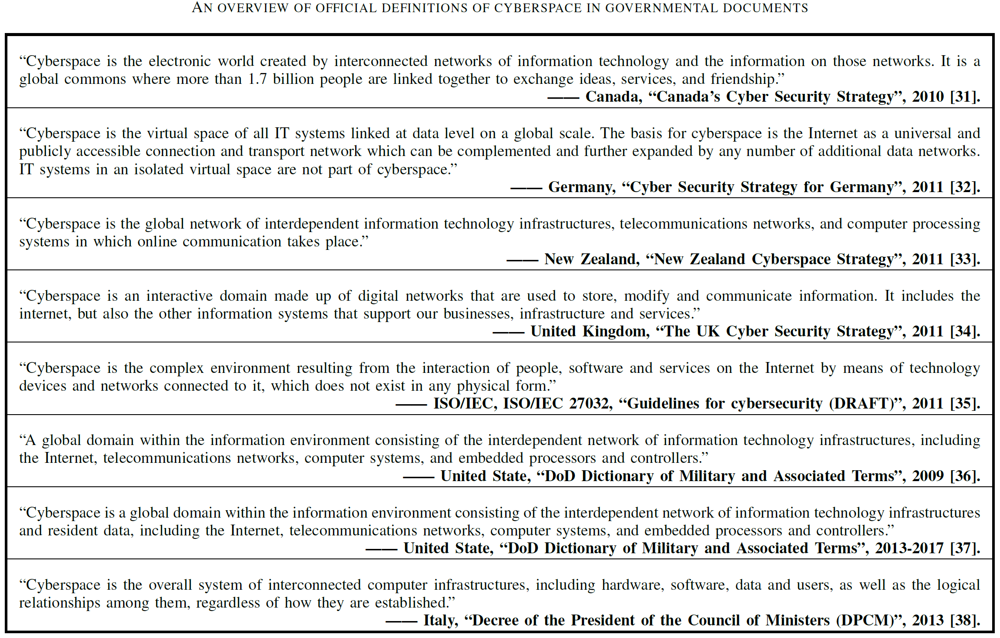 AN OVERVIEW OF OFFICIAL DEFINITIONS OF CYBERSPACE IN GOVERNMENTAL DOCUMENTS
“Cyberspace is the electronic world created by interconnected networks of information technology and the information on those networks. It is a
global commons where more than 1.7 billion people are linked together to exchange ideas, services, and friendship.”
—— Canada, “Canada’s Cyber Security Strategy”, 2010 [31].
“Cyberspace is the virtual space of all IT systems linked at data level on a global scale. The basis for cyberspace is the Internet as a universal and
publicly accessible connection and transport network which can be complemented and further expanded by any number of additional data networks.
IT systems in an isolated virtual space are not part of cyberspace.”
—— Germany, “Cyber Security Strategy for Germany”, 2011 [32].
“Cyberspace is the global network of interdependent information technology infrastructures, telecommunications networks, and computer processing
systems in which online communication takes place.”
—— New Zealand, “New Zealand Cyberspace Strategy”, 2011 [33].
“Cyberspace is an interactive domain made up of digital networks that are used to store, modify and communicate information. It includes the
internet, but also the other information systems that support our businesses, infrastructure and services.”
—— United Kingdom, “The UK Cyber Security Strategy”, 2011 [34].
“Cyberspace is the complex environment resulting from the interaction of people, software and services on the Internet by means of technology
devices and networks connected to it, which does not exist in any physical form.”
—— ISO/IEC, ISO/IEC 27032, “Guidelines for cybersecurity (DRAFT)”, 2011 [35].
“A global domain within the information environment consisting of the interdependent network of information technology infrastructures, including
the Internet, telecommunications networks, computer systems, and embedded processors and controllers.”
—— United State, “DoD Dictionary of Military and Associated Terms”, 2009 [36].
“Cyberspace is a global domain within the information environment consisting of the interdependent network of information technology infrastructures
and resident data, including the Internet, telecommunications networks, computer systems, and embedded processors and controllers.”
—— United State, “DoD Dictionary of Military and Associated Terms”, 2013-2017 [37].
“Cyberspace is the overall system of interconnected computer infrastructures, including hardware, software, data and users, as well as the logical
relationships among them, regardless of how they are established.”
—— Italy, “Decree of the President of the Council of Ministers (DPCM)”, 2013 [38].